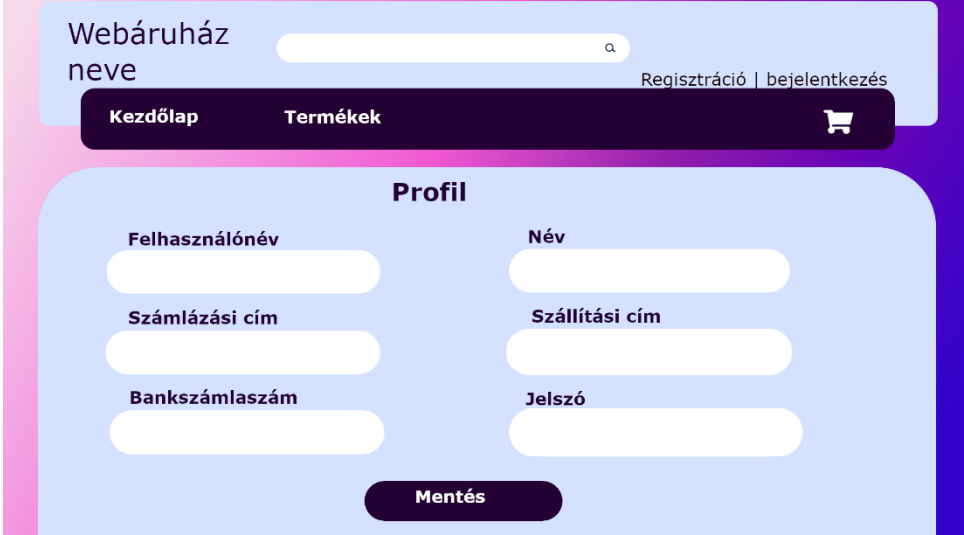 Webáruház
neve
Regisztráció | bejelentkezés
Kezdőlap
Termékek
Profil
Felhasználónév
Név
Számlázási cím
Szállítási cím
Bankszámlaszám
Jelszó
Mentés